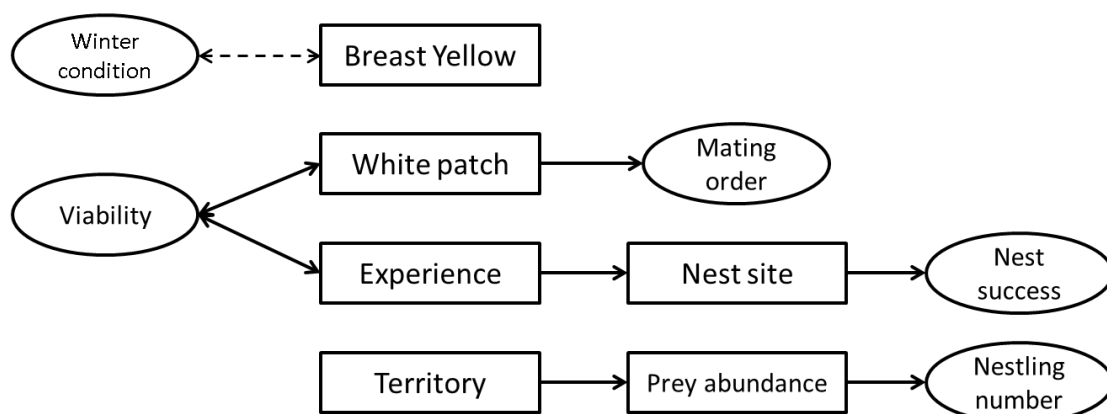 Winter
condition
Breast Yellow
White patch
Mating
order
Viability
Experience
Nest site
Nest
success
Territory
Prey abundance
Nestling
number